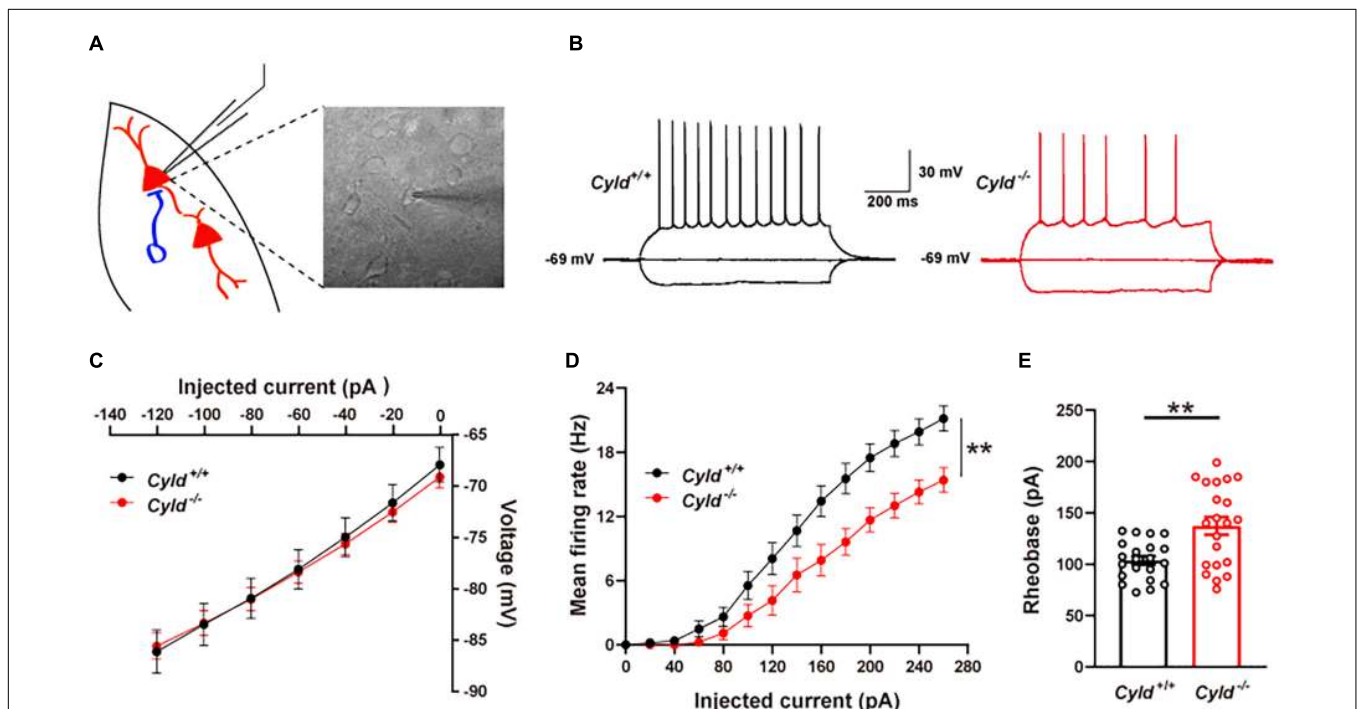 A
B
Cyld+/+
30 mV
200 ms
Cyld-/-
-69 mV
-69 mV
C
Injected current (pA )
-140 -120 -100 -80 -60 -40 -20 0
-65
-70
-75
-80
-85
-90
Voltage (mV)
Cyld+/+
Cyld-/-
D
Mean firing rate (Hz)
24
18
12
6
0
Cyld+/+
Cyld-/-
**
0 40 80 120 160 200 240 280
Injected current (pA)
E
**
Rheobase (pA)
250
200
150
100
50
0
Cyld+/+ Cyld-/-